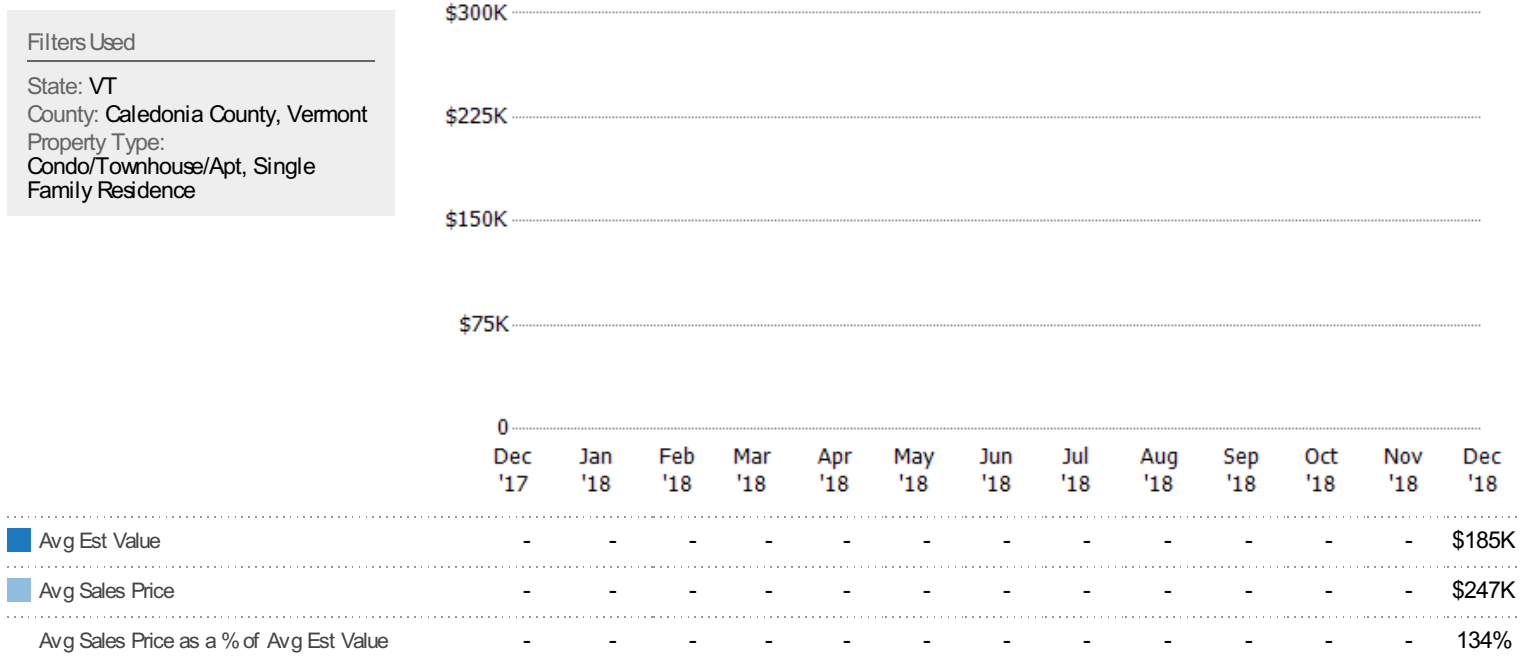 Filters Used
State: VT
County: Caledonia County, Vermont
Property Type:
Condo/Townhouse/Apt, Single
Family Residence
$300K
$225K
$150K
$75K
0
Dec Jan Feb Mar Apr May Jun Jul Aug Sep Oct Nov Dec
'17 '18 '18 '18 '18 '18 '18 '18 '18 '18 '18 '18 '18
Avg Est Value - - - - - - - - - - - - $185K
Avg Sales Price - - - - - - - - - - - - $247K
Avg Sales Price as a % of Avg Est Value - - - - - - - - - - - - 134%